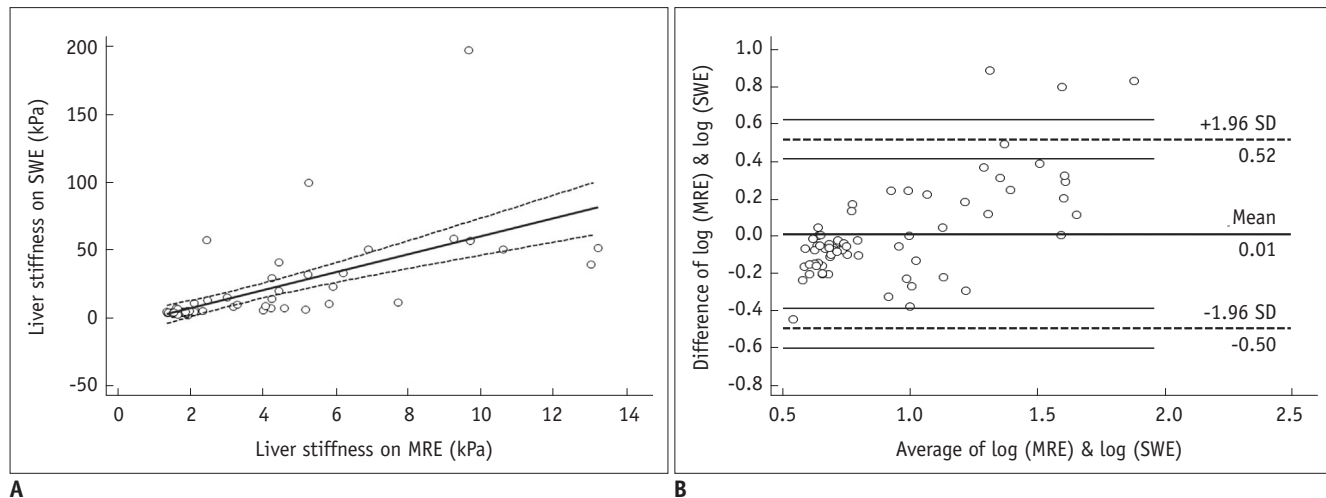 200
150
100
50
0
-50
Liver stiffness on SWE (kPa)
0 2 4 6 8 10 12 14
Liver stiffness on MRE (kPa)
A
1.0
0.8
0.6
0.4
0.2
0.0
-0.2
-0.4
-0.6
-0.8
Difference of log (MRE) & log (SWE)
+1.96 SD
0.52
Mean
0.01
-1.96 SD
-0.50
0.5 1.0 1.5 2.0 2.5
Average of log (MRE) & log (SWE)
B